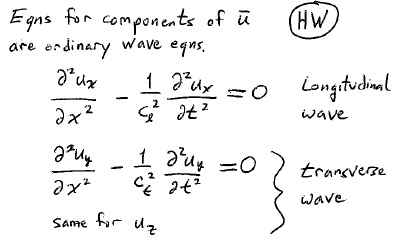 Eqns for components of ū (HW)
are ordinary wave eqns.
∂²uₓ/∂x² − 1/c_ℓ² ∂²uₓ/∂t² = 0 Longitudinal wave
∂²u_y/∂x² − 1/c_t² ∂²u_y/∂t² = 0 } transverse wave
same for u_z